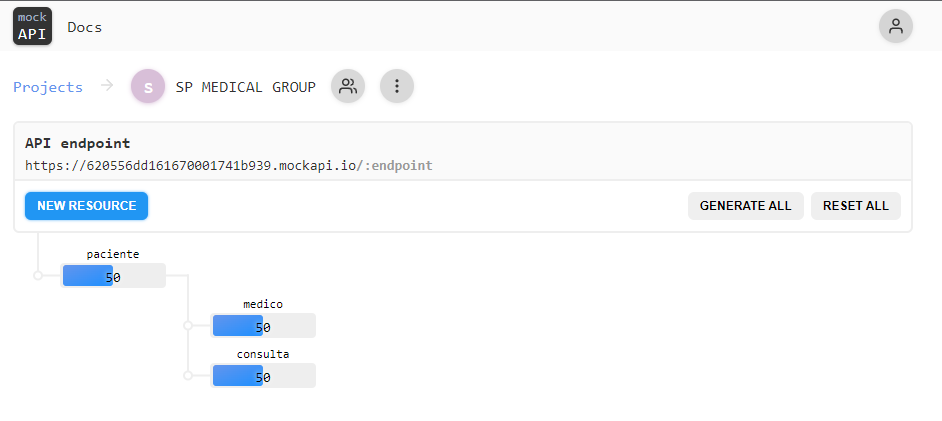 mock
API
Docs
Projects
S
SP MEDICAL GROUP
API endpoint
https://620556dd161670001741b939.mockapi.io/:endpoint
NEW RESOURCE
GENERATE ALL
RESET ALL
paciente
50
medico
50
consulta
50